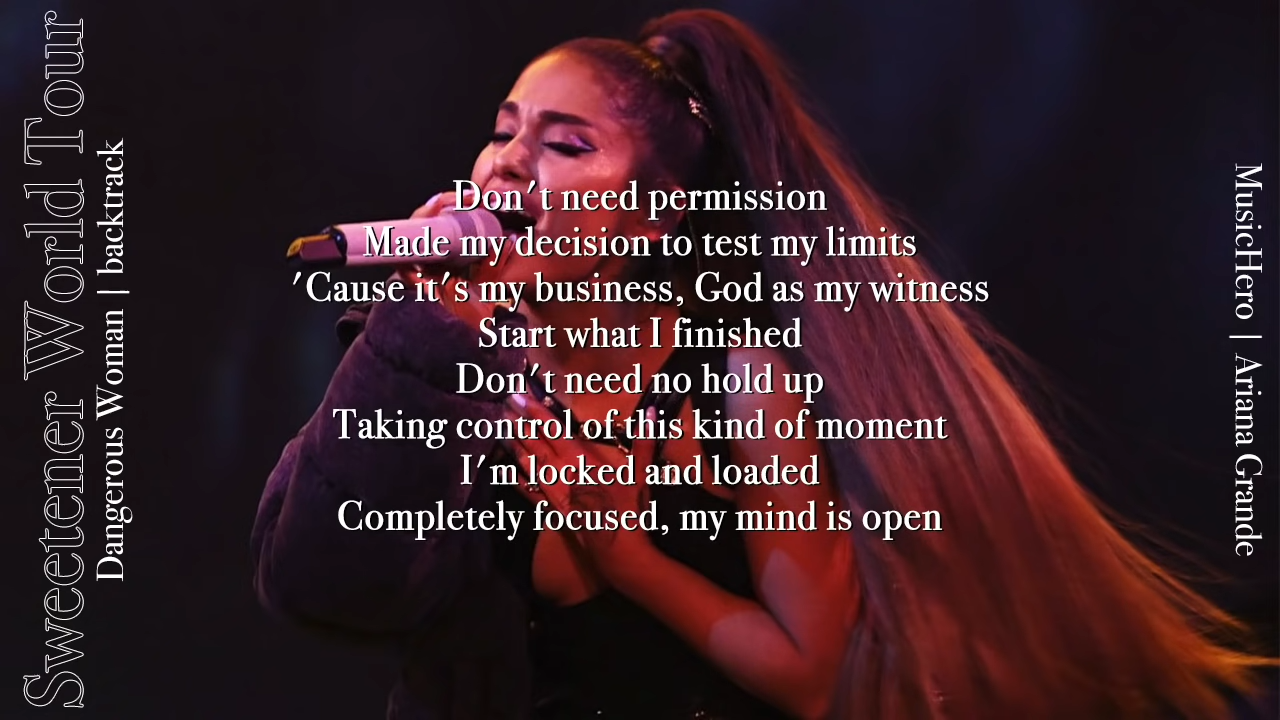 Sweetener World Tour
Dangerous Woman | backtrack
Don't need permission
Made my decision to test my limits
'Cause it's my business, God as my witness
Start what I finished
Don't need no hold up
Taking control of this kind of moment
I'm locked and loaded
Completely focused, my mind is open
MusicHero | Ariana Grande